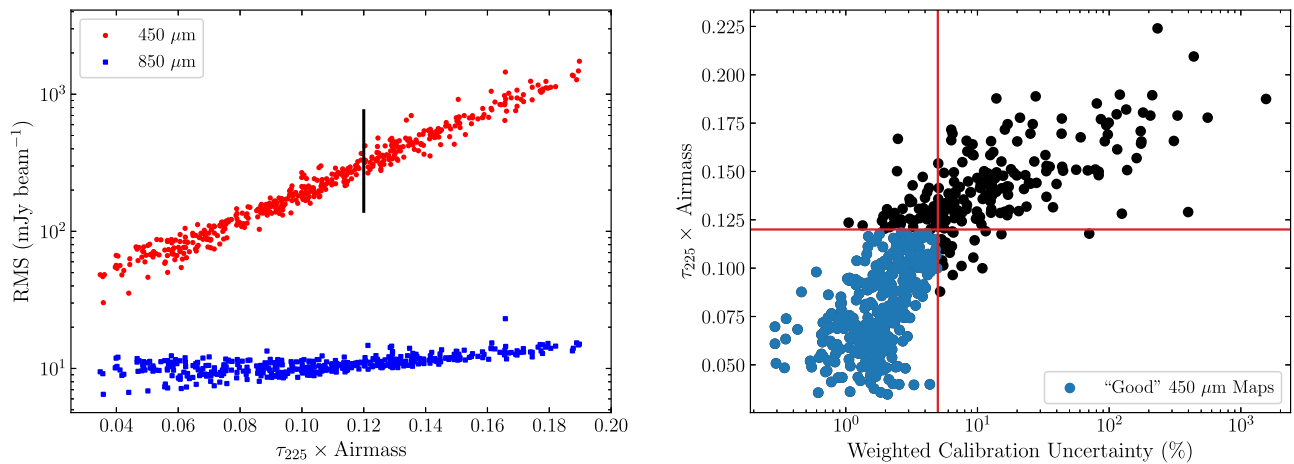 450 μm
850 μm
RMS (mJy beam⁻¹)
10³
10²
10¹
0.04 0.06 0.08 0.10 0.12 0.14 0.16 0.18 0.20
τ₂₂₅ × Airmass
τ₂₂₅ × Airmass
0.225
0.200
0.175
0.150
0.125
0.100
0.075
0.050
"Good" 450 μm Maps
10⁰ 10¹ 10² 10³
Weighted Calibration Uncertainty (%)